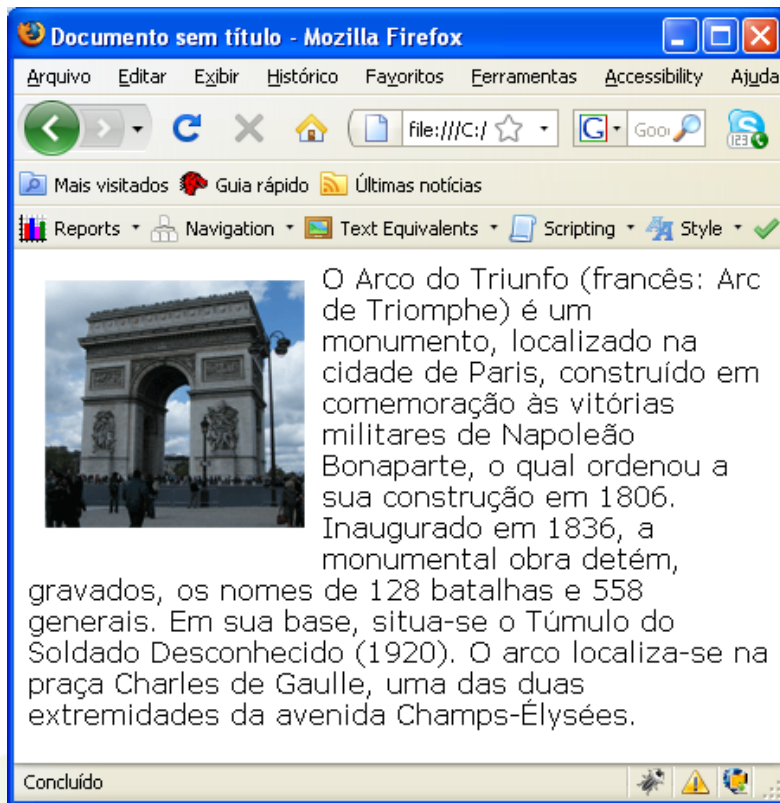 Documento sem título - Mozilla Firefox
Arquivo Editar Exibir Histórico Favoritos Ferramentas Accessibility Ajuda
file:///C:/ G Goo
123
Mais visitados Guia rápido Últimas notícias
Reports Navigation Text Equivalents Scripting Style
O Arco do Triunfo (francês: Arc
de Triomphe) é um
monumento, localizado na
cidade de Paris, construído em
comemoração às vitórias
militares de Napoleão
Bonaparte, o qual ordenou a
sua construção em 1806.
Inaugurado em 1836, a
monumental obra detém,
gravados, os nomes de 128 batalhas e 558
generais. Em sua base, situa-se o Túmulo do
Soldado Desconhecido (1920). O arco localiza-se na
praça Charles de Gaulle, uma das duas
extremidades da avenida Champs-Élysées.
Concluído